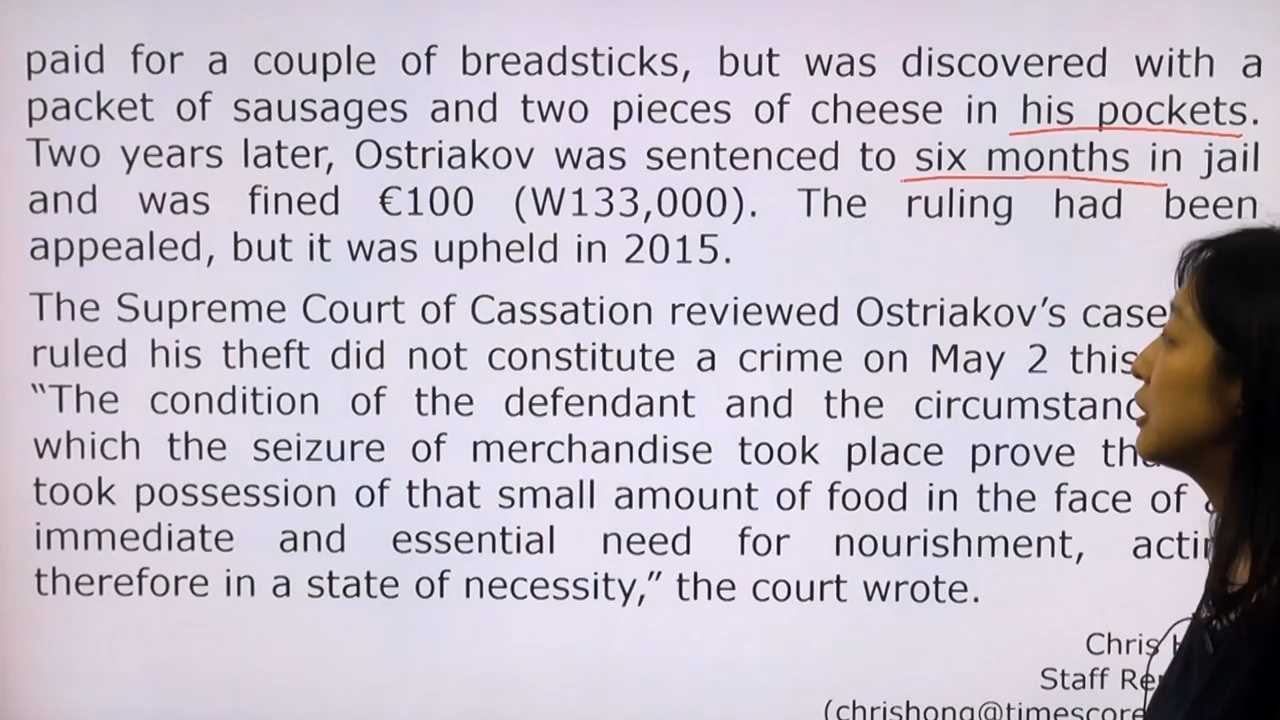 paid for a couple of breadsticks, but was discovered with a
packet of sausages and two pieces of cheese in his pockets.
Two years later, Ostriakov was sentenced to six months in jail
and was fined €100 (W133,000). The ruling had been
appealed, but it was upheld in 2015.
The Supreme Court of Cassation reviewed Ostriakov’s case
ruled his theft did not constitute a crime on May 2 this
“The condition of the defendant and the
which the seizure of merchandise took place prove
took possession of that small amount of food in the face of
immediate and essential need for nourishment,
therefore in a state of necessity,” the court wrote.
Chris
Staff